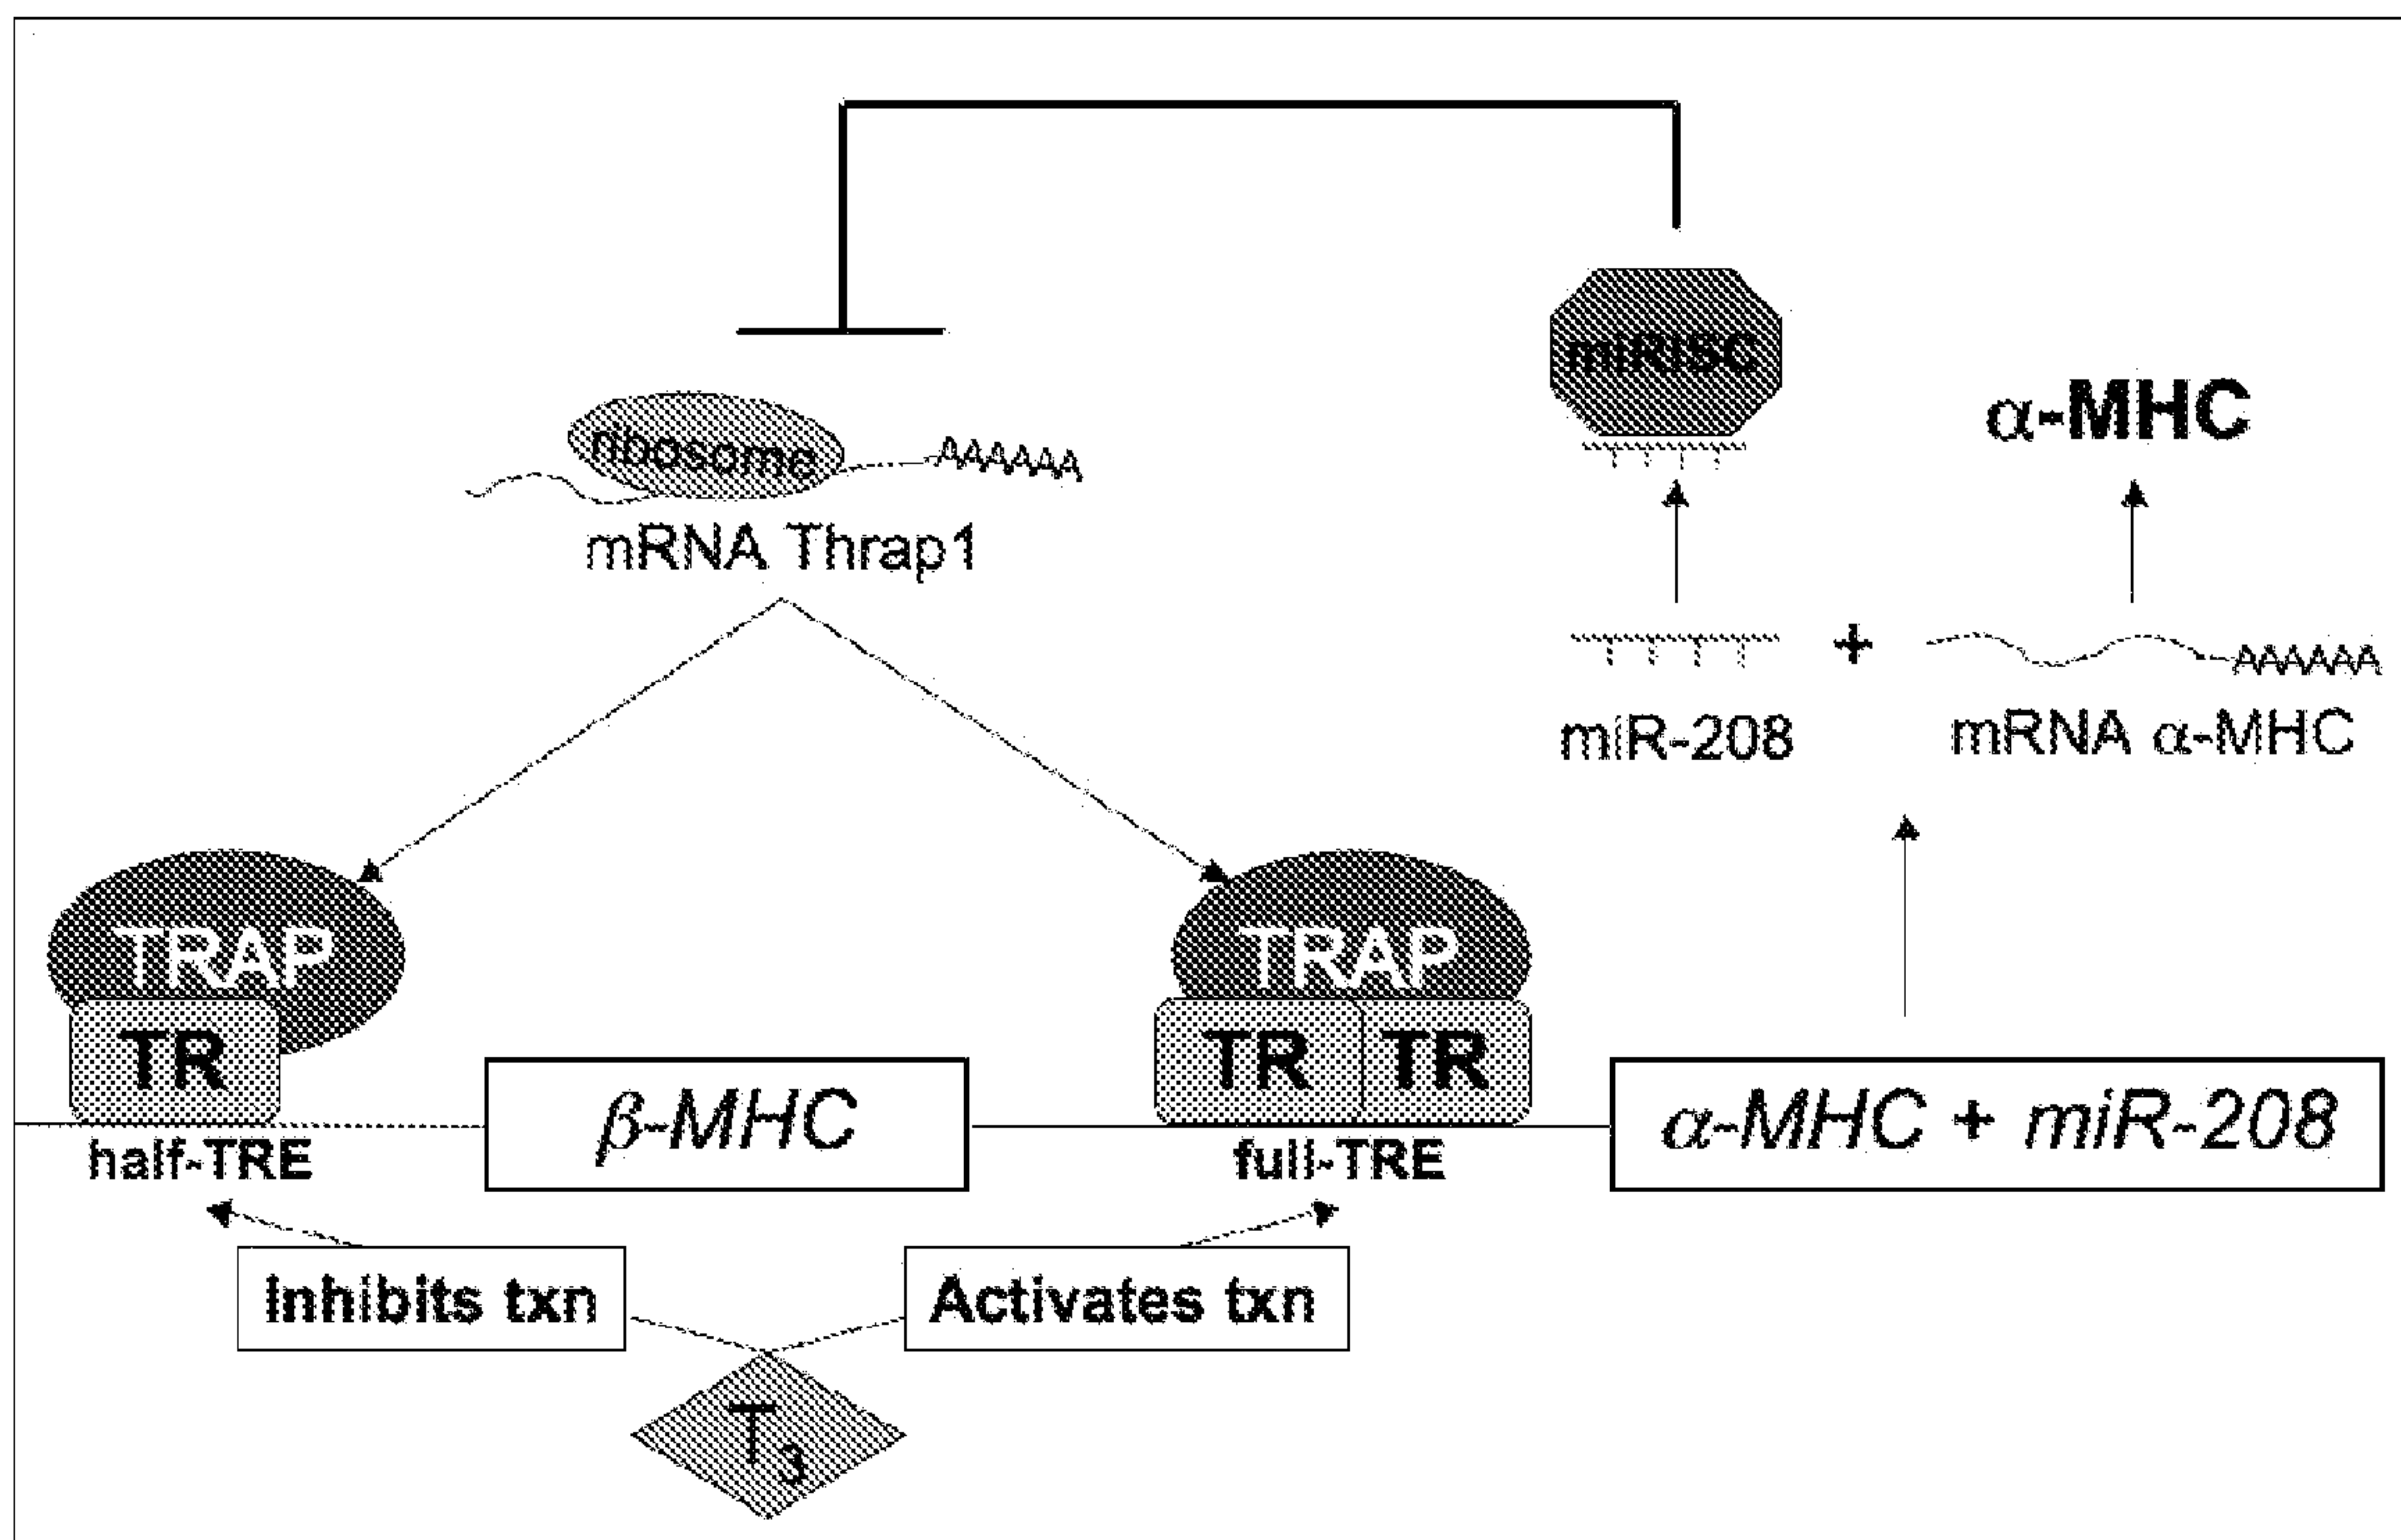 miRISC
α-MHC
ribosome
AAAAAA
mRNA Thrap1
+
AAAAAA
miR-208
mRNA α-MHC
TRAP
TRAP
TR
TR TR
β-MHC
α-MHC + miR-208
half-TRE
full-TRE
Inhibits txn
Activates txn
T3